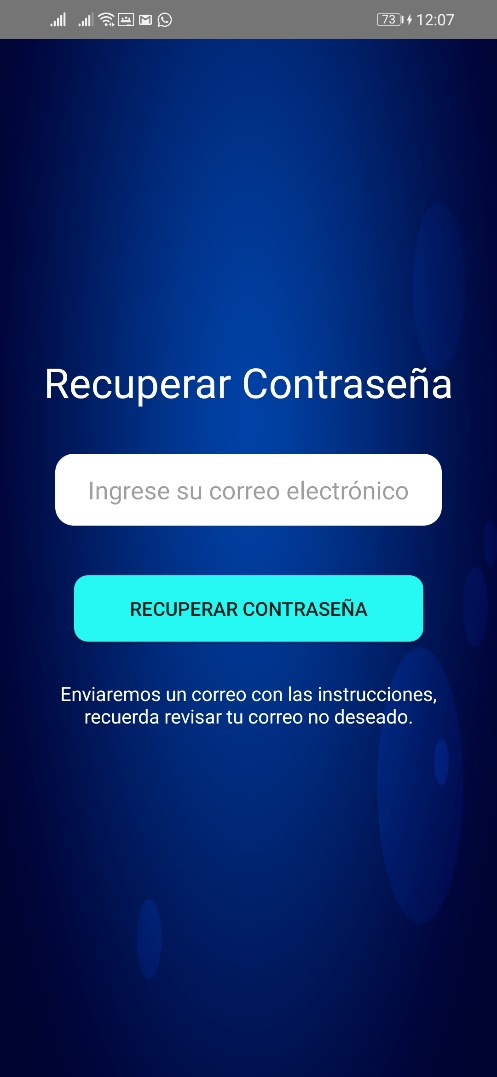 73 12:07
Recuperar Contraseña
Ingrese su correo electrónico
RECUPERAR CONTRASEÑA
Enviaremos un correo con las instrucciones,
recuerda revisar tu correo no deseado.